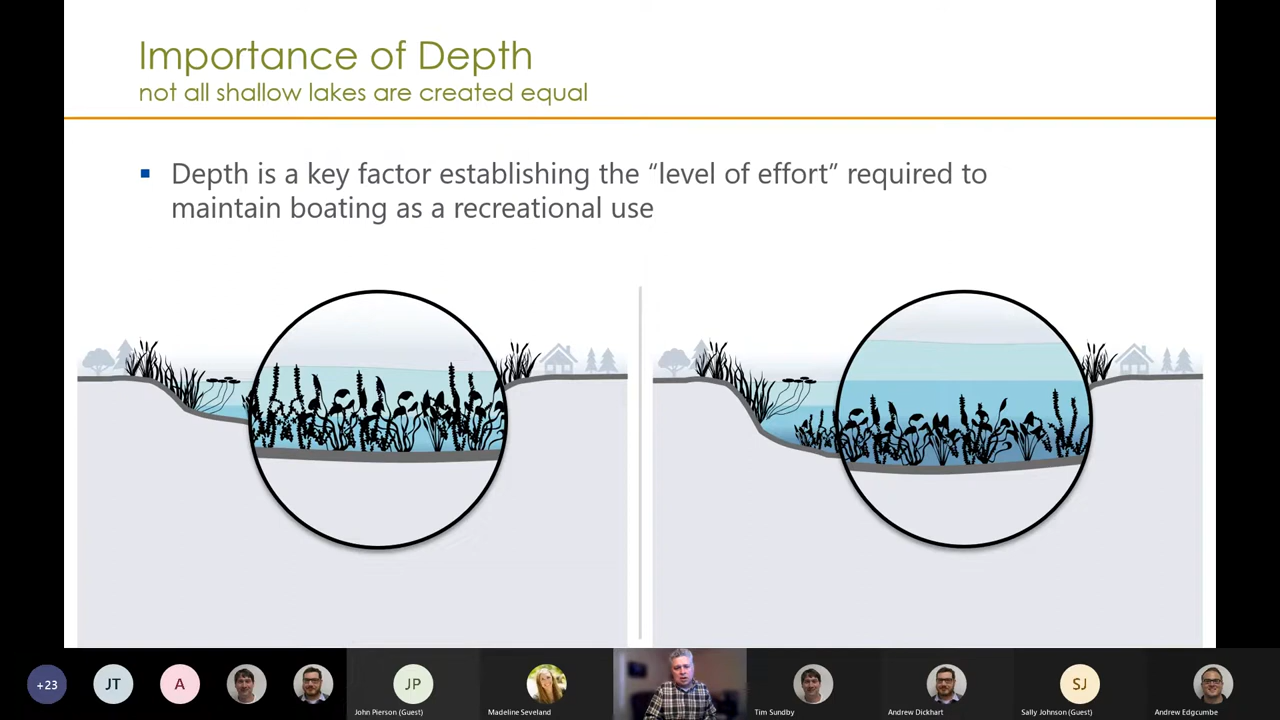 Importance of Depth
not all shallow lakes are created equal
▪ Depth is a key factor establishing the “level of effort” required to
maintain boating as a recreational use
+23
JT
A
JP
SJ
John Pierson (Guest)
Madeline Seveland
Tim Sundby
Andrew Dickhart
Sally Johnson (Guest)
Andrew Edgcumbe